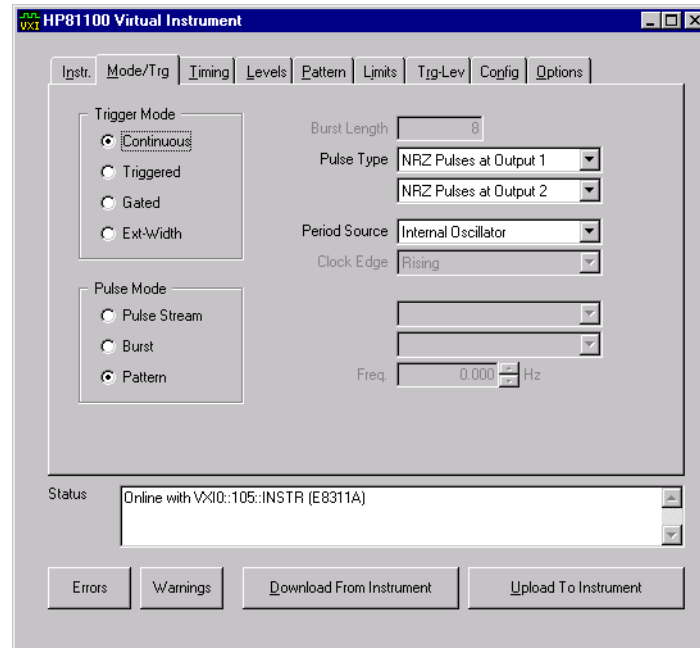 VXI HP81100 Virtual Instrument
Instr. Mode/Trg Timing Levels Pattern Limits Trg-Lev Config Options
Trigger Mode
Continuous
Triggered
Gated
Ext-Width
Burst Length 8
Pulse Type NRZ Pulses at Output 1
NRZ Pulses at Output 2
Period Source Internal Oscillator
Clock Edge Rising
Pulse Mode
Pulse Stream
Burst
Pattern
Freq. 0.000 Hz
Status Online with VXI0::105::INSTR (E8311A)
Errors Warnings Download From Instrument Upload To Instrument